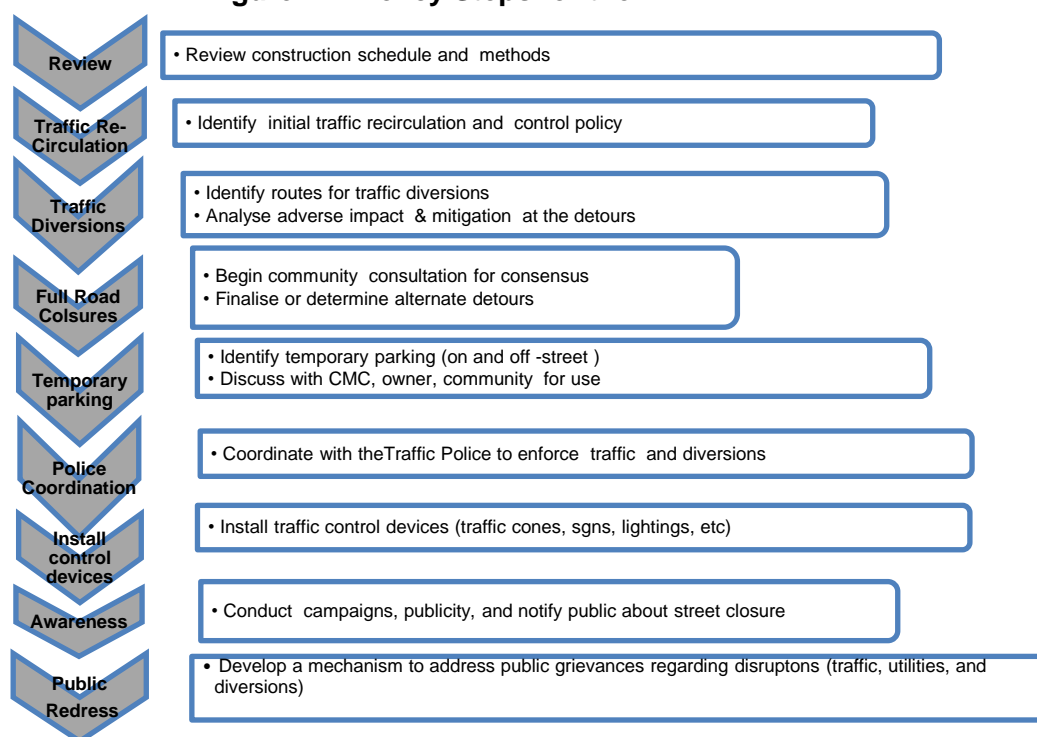 Key Steps
Review
• Review construction schedule and methods
Traffic Re-
Circulation
• Identify initial traffic recirculation and control policy
Traffic
Diversions
• Identify routes for traffic diversions
• Analyse adverse impact & mitigation at the detours
Full Road
Colsures
• Begin community consultation for consensus
• Finalise or determine alternate detours
Temporary
parking
• Identify temporary parking (on and off -street )
• Discuss with CMC, owner, community for use
Police
Coordination
• Coordinate with theTraffic Police to enforce traffic and diversions
Install
control
devices
• Install traffic control devices (traffic cones, sgns, lightings, etc)
Awareness
• Conduct campaigns, publicity, and notify public about street closure
Public
Redress
• Develop a mechanism to address public grievances regarding disruptons (traffic, utilities, and
diversions)